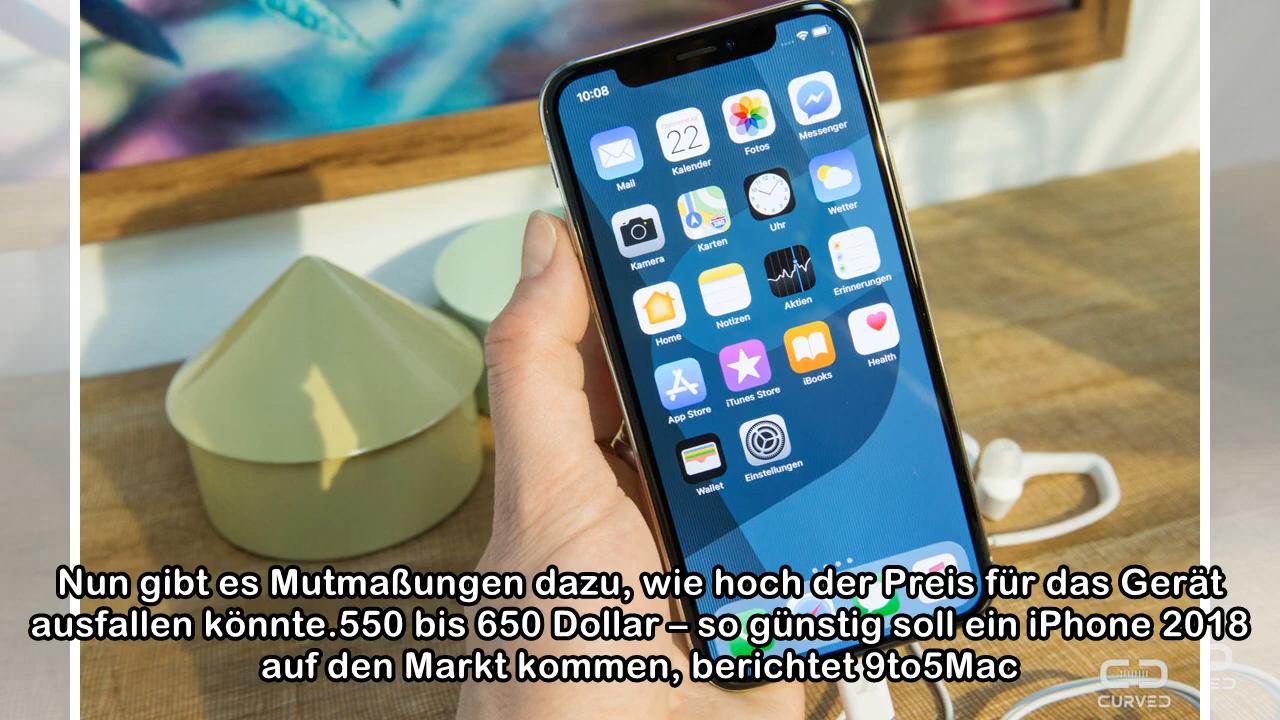 10:08
Mail
Donnerstag
22
Kalender
Fotos
Messenger
Kamera
Karten
Uhr
Wetter
Home
Notizen
Aktien
Erinnerungen
App Store
iTunes Store
iBooks
Health
Wallet
Einstellungen
Nun gibt es Mutmaßungen dazu, wie hoch der Preis für das Gerät
ausfallen könnte.550 bis 650 Dollar – so günstig soll ein iPhone 2018
auf den Markt kommen, berichtet 9to5Mac
CURVED